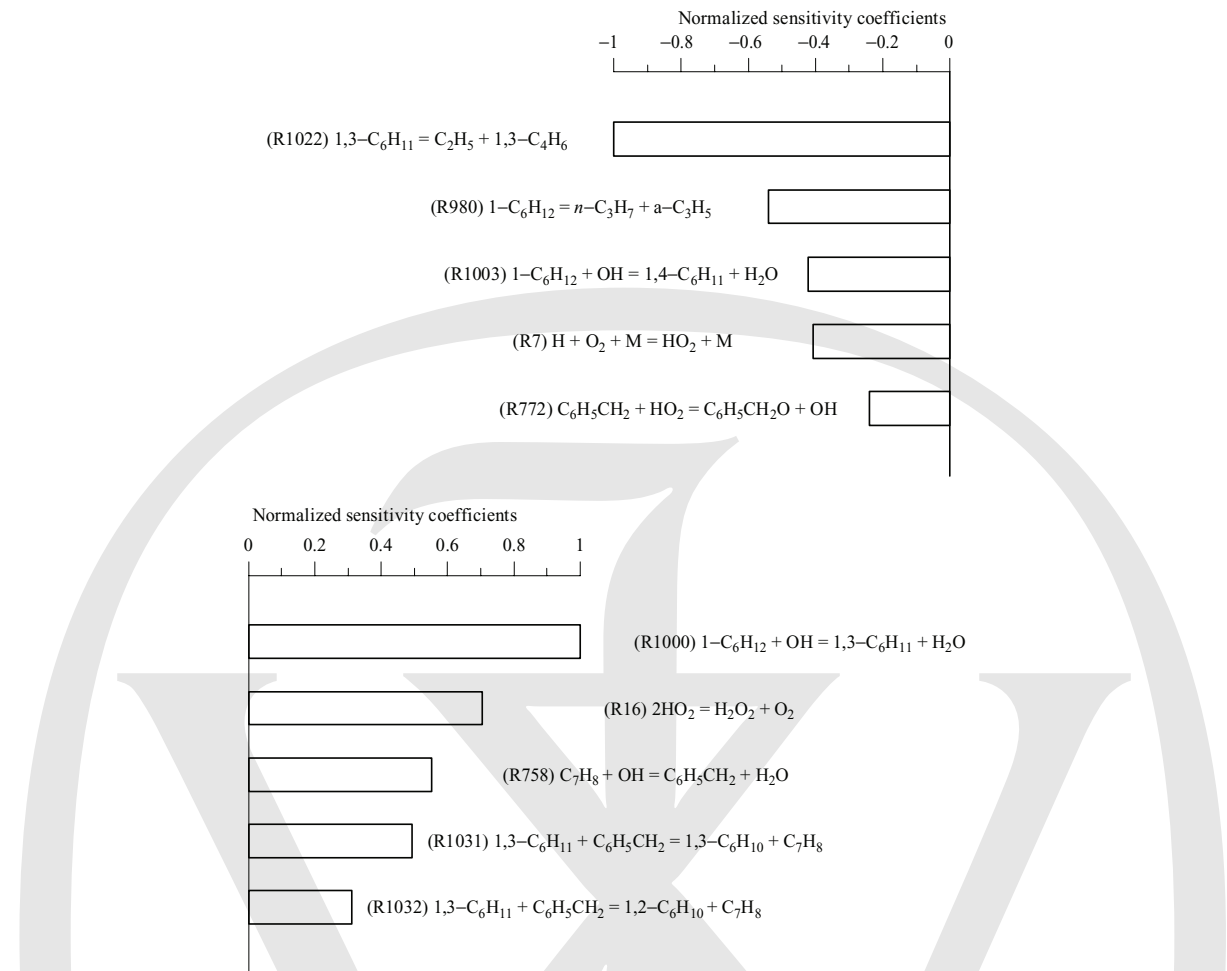 Normalized sensitivity coefficients
−1 −0.8 −0.6 −0.4 −0.2 0
(R1022) 1,3–C₆H₁₁ = C₂H₅ + 1,3–C₄H₆
(R980) 1–C₆H₁₂ = n–C₃H₇ + a–C₃H₅
(R1003) 1–C₆H₁₂ + OH = 1,4–C₆H₁₁ + H₂O
(R7) H + O₂ + M = HO₂ + M
(R772) C₆H₅CH₂ + HO₂ = C₆H₅CH₂O + OH
Normalized sensitivity coefficients
0 0.2 0.4 0.6 0.8 1
(R1000) 1–C₆H₁₂ + OH = 1,3–C₆H₁₁ + H₂O
(R16) 2HO₂ = H₂O₂ + O₂
(R758) C₇H₈ + OH = C₆H₅CH₂ + H₂O
(R1031) 1,3–C₆H₁₁ + C₆H₅CH₂ = 1,3–C₆H₁₀ + C₇H₈
(R1032) 1,3–C₆H₁₁ + C₆H₅CH₂ = 1,2–C₆H₁₀ + C₇H₈